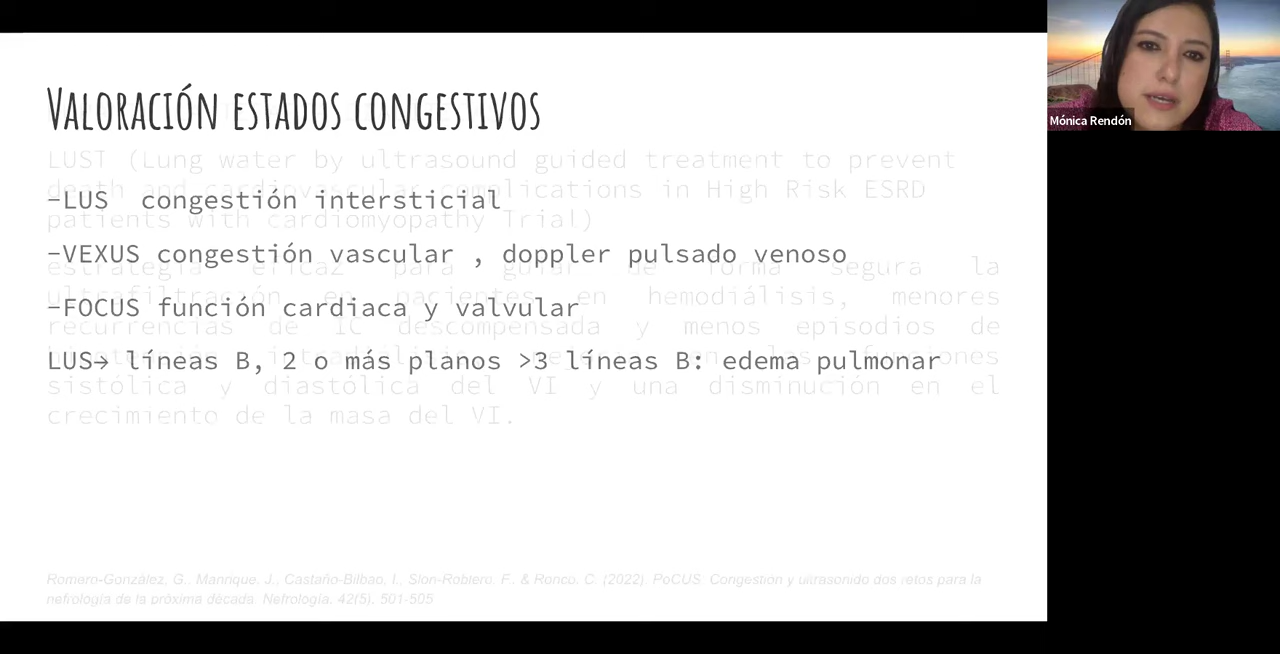 Valoración estados congestivos
LUST (Lung water by ultrasound guided treatment to prevent
death and cardiovascular complications in High Risk ESRD
-LUS congestión intersticial
patients with cardiomyopathy Trial)
-VEXUS congestión vascular , doppler pulsado venoso
estrategia eficaz para guiar de forma segura la
ultrafiltración en pacientes en hemodiálisis, menores
-FOCUS función cardiaca y valvular
recurrencias de IC descompensada y menos episodios de
LUS→ líneas B, 2 o más planos >3 líneas B: edema pulmonar
funciones
sistólica y diastólica del VI y una disminución en el
crecimiento de la masa del VI.
Romero-González, G., Manrique, J., Castaño-Bilbao, I., Slon-Roblero, F., & Ronco, C. (2022). PoCUS: Congestión y ultrasonido dos retos para la
nefrología de la próxima década. Nefrología, 42(5), 501-505
Mónica Rendón